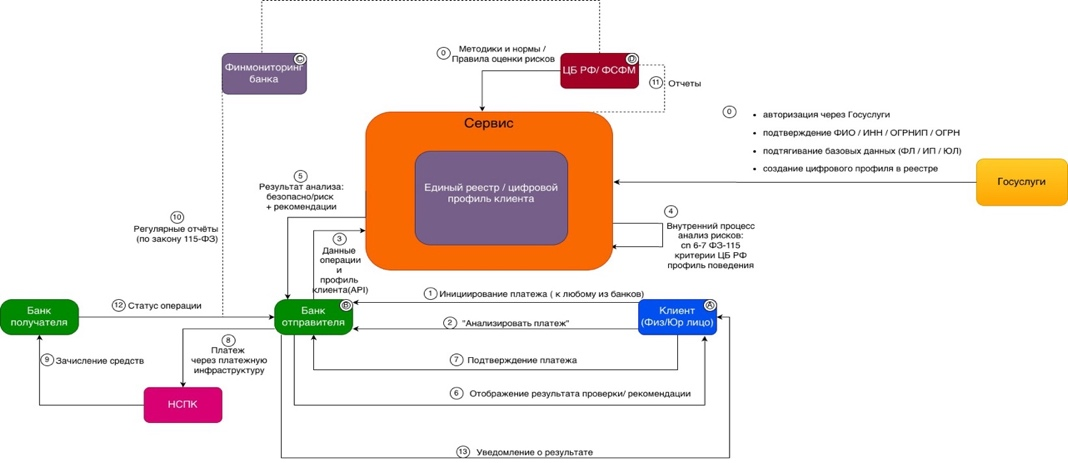 Финмониторинг
банка
C
0
Методики и нормы /
Правила оценки рисков
ЦБ РФ/ ФСФМ
D
11
Отчеты
0
• авторизация через Госуслуги
• подтверждение ФИО / ИНН / ОГРНИП / ОГРН
• подтягивание базовых данных (ФЛ / ИП / ЮЛ)
• создание цифрового профиля в реестре
Госуслуги
Сервис
Единый реестр / цифровой
профиль клиента
5
Результат анализа:
безопасно/риск
+ рекомендации
10
Регулярные отчёты
(по закону 115-ФЗ)
3
Данные
операции
и
профиль
клиента(API)
4
Внутренний процесс
анализ рисков:
сп 6-7 ФЗ-115
критерии ЦБ РФ
профиль поведения
Банк
получателя
12 Статус операции
Банк
отправителя
B
1 Инициирование платежа ( к любому из банков)
2 "Анализировать платеж"
Клиент
(Физ/Юр лицо)
A
8
Платеж
через платежную
инфраструктуру
9 Зачисление средств
7 Подтверждение платежа
6 Отображение результата проверки/ рекомендации
НСПК
13 Уведомление о результате